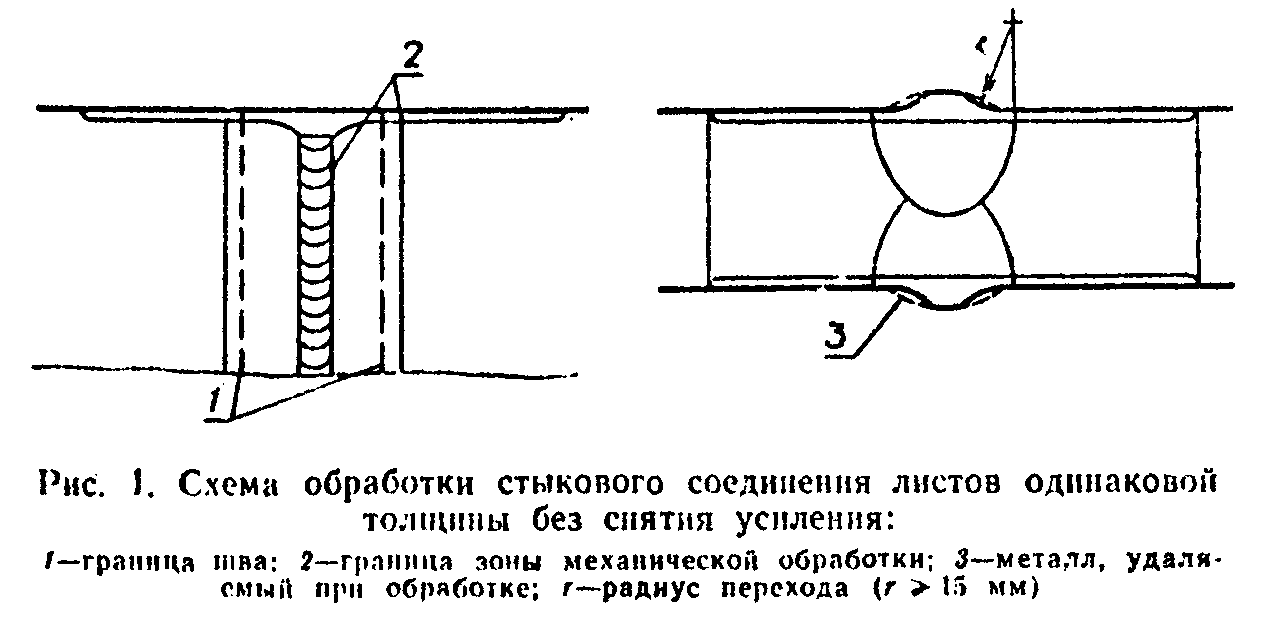 2
r
3
1
Рис. 1. Схема обработки стыкового соединения листов одинаковой
толщины без снятия усиления:
1—граница шва; 2—граница зоны механической обработки; 3—металл, удаля-
емый при обработке; r—радиус перехода (r ⩾ 15 мм)